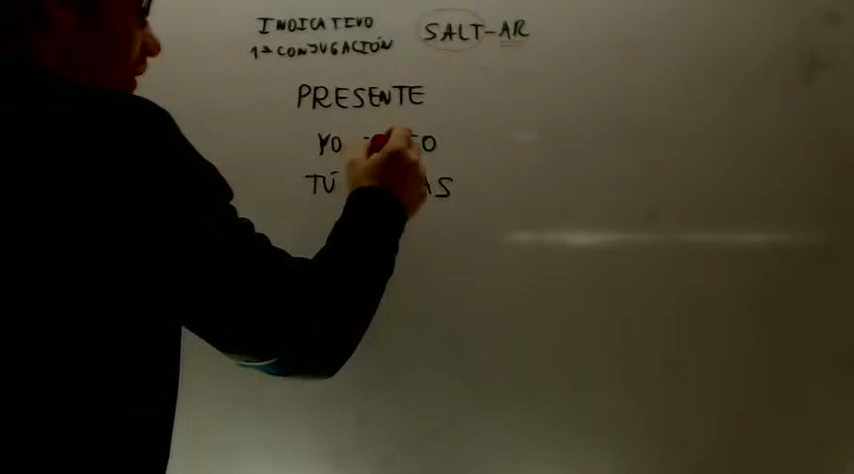 INDICATIVO
1ª CONJUGACIÓN
SALT-AR
PRESENTE
YO
TÚ